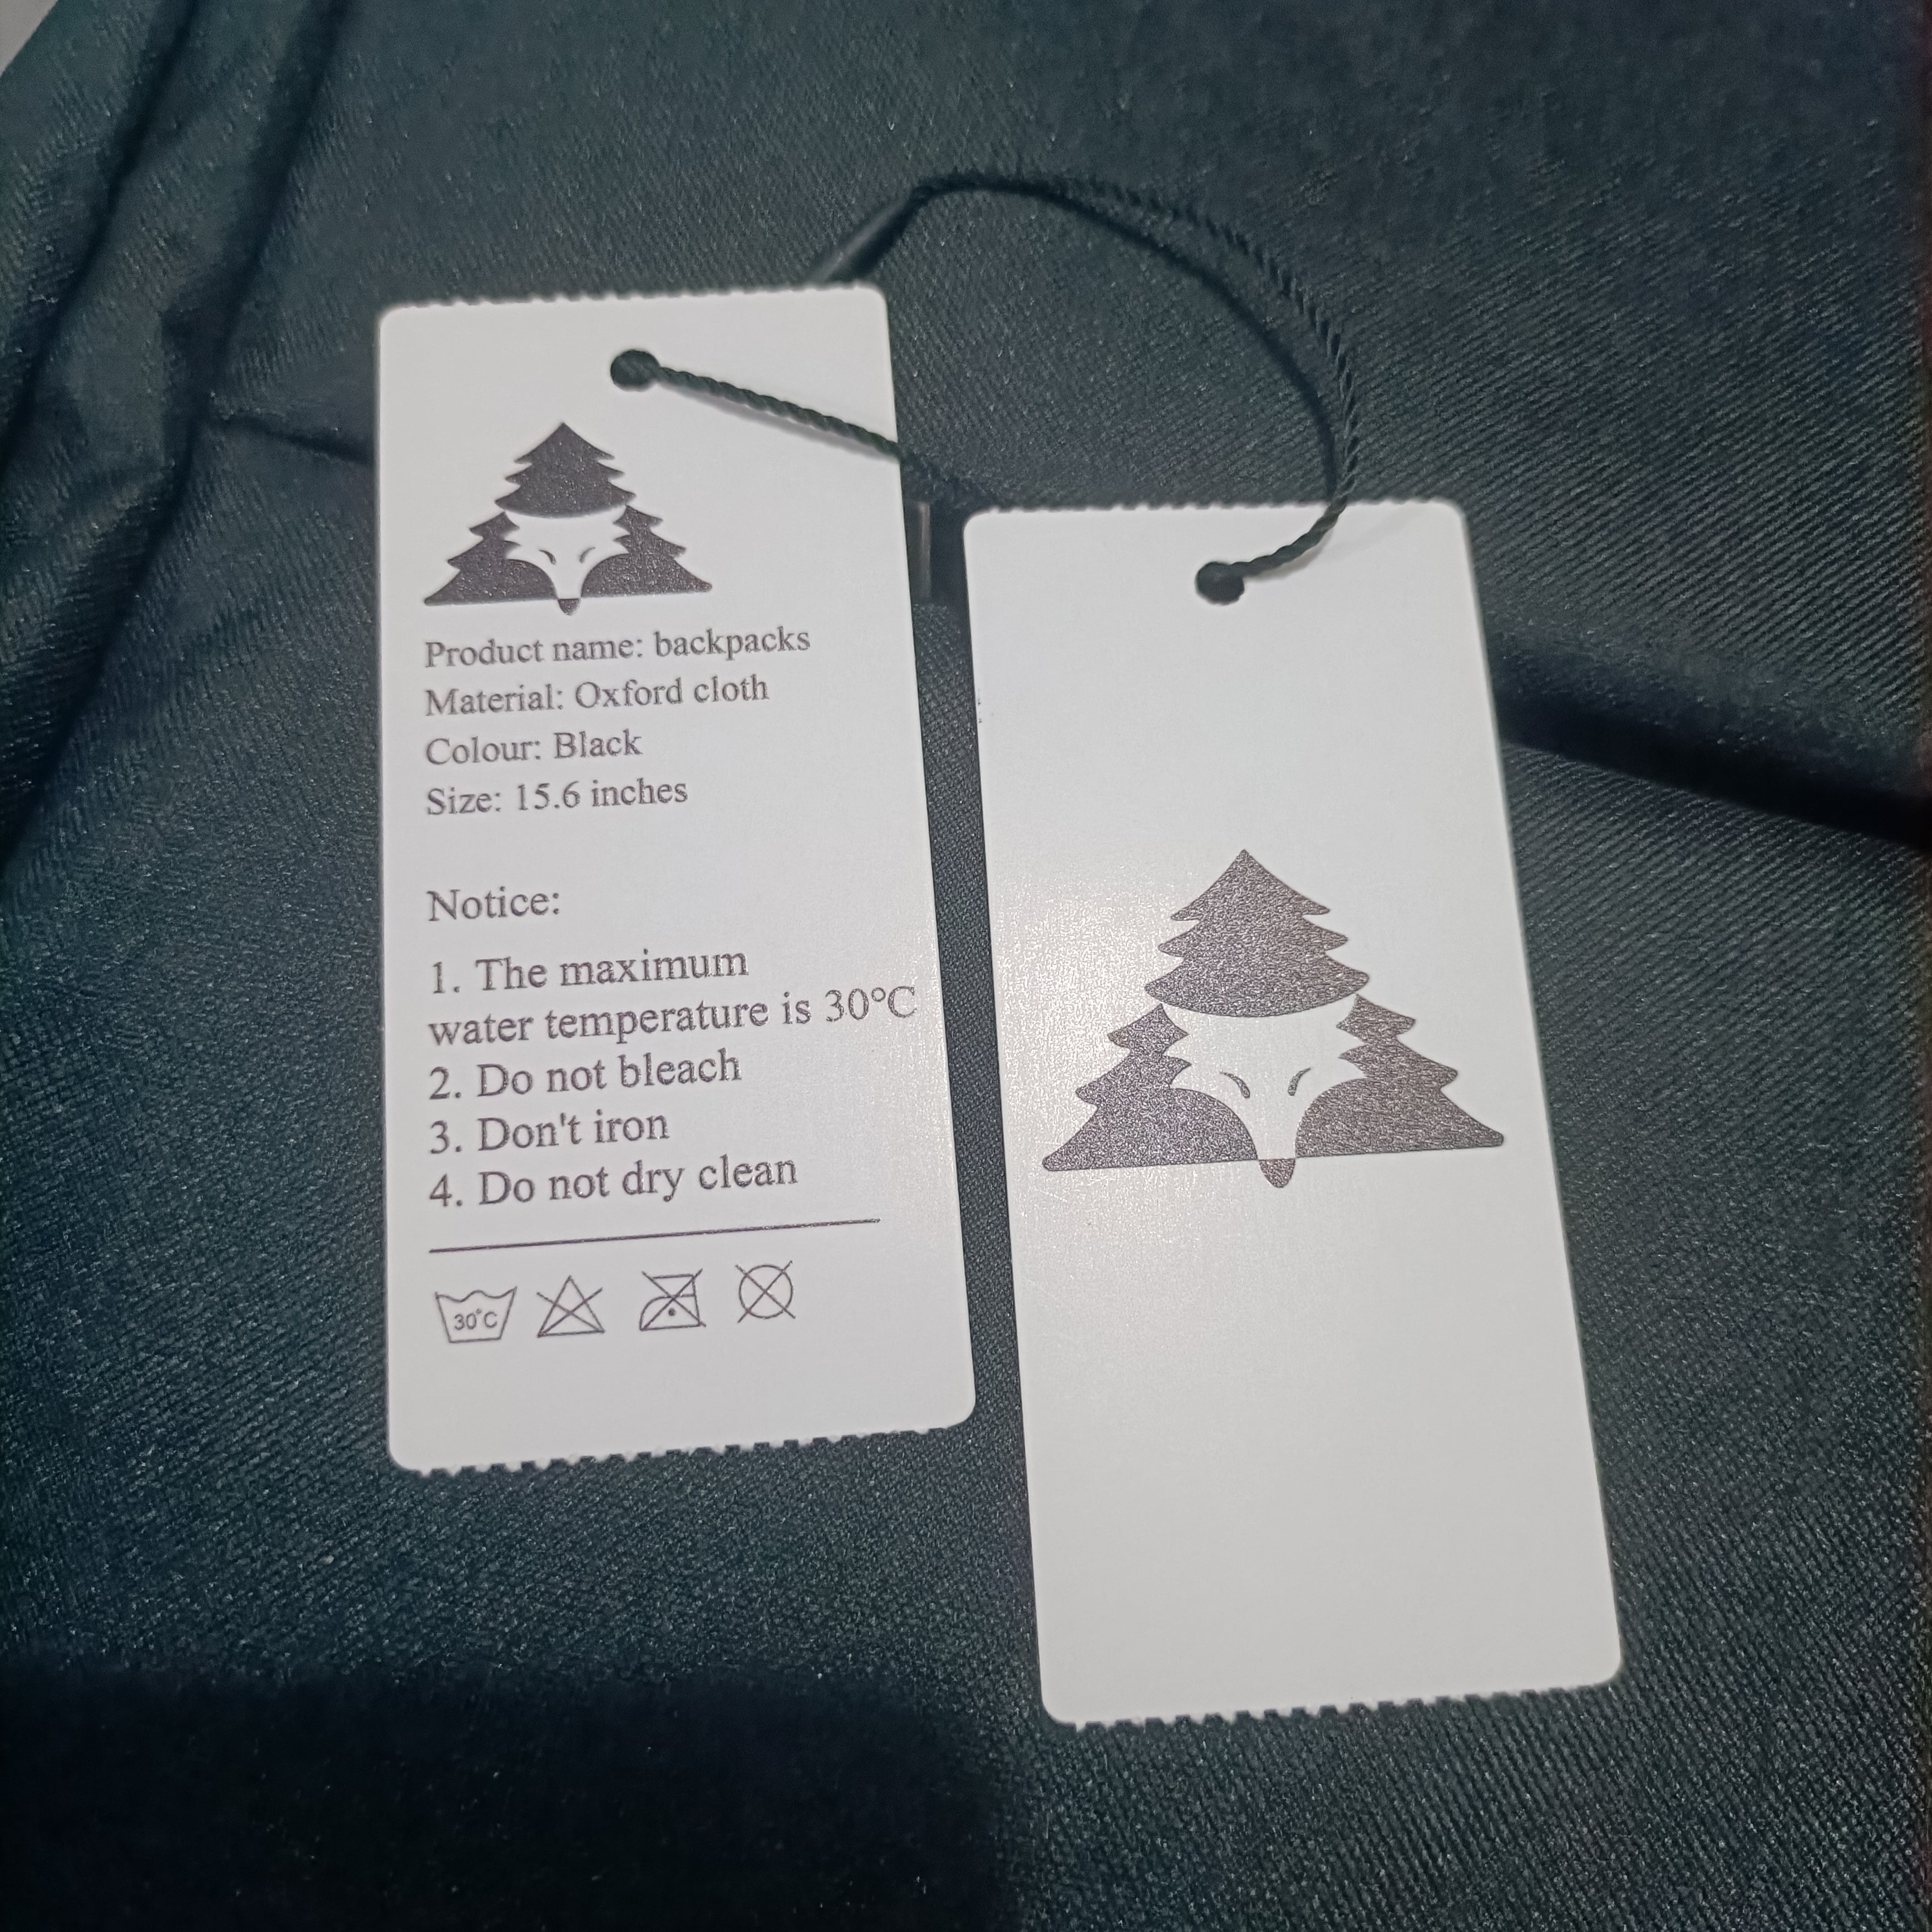 Product name: backpacks
Material: Oxford cloth
Colour: Black
Size: 15.6 inches
Notice:
1. The maximum
water temperature is 30°C
2. Do not bleach
3. Don't iron
4. Do not dry clean
30°C